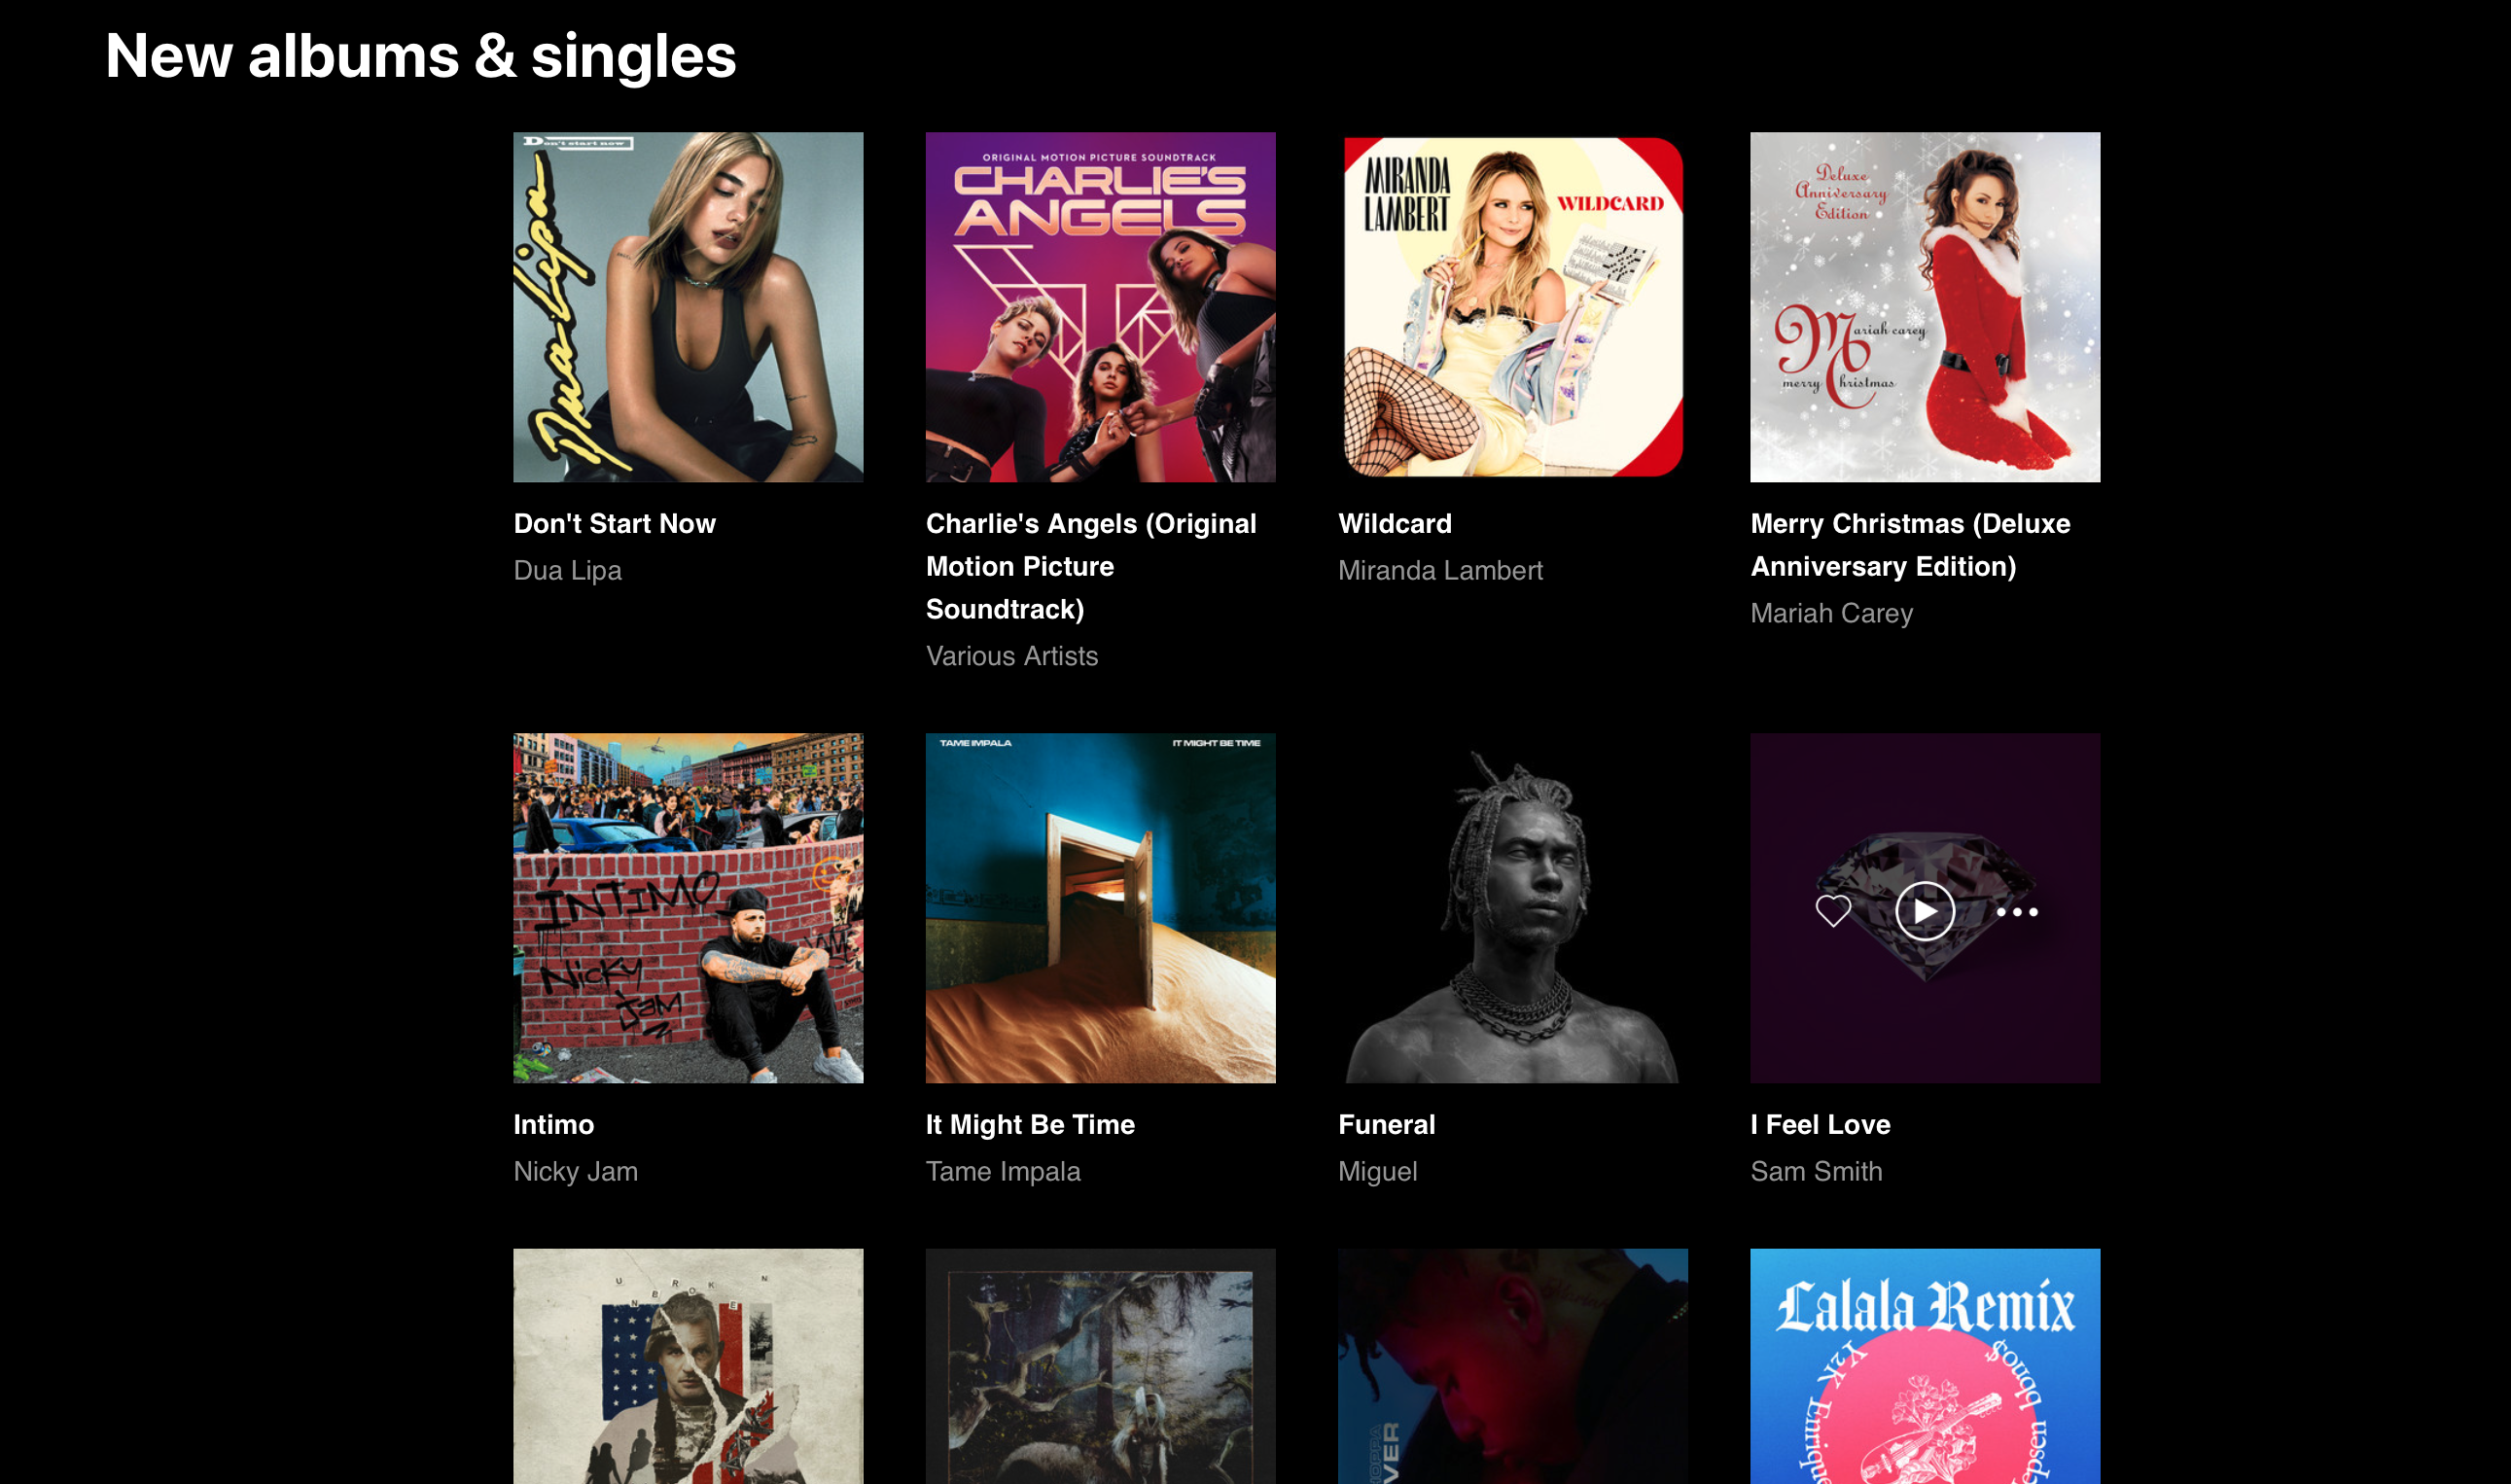 New albums & singles
Don't start now
Dua Lipa
ORIGINAL MOTION PICTURE SOUNDTRACK
CHARLIE'S
ANGELS
MIRANDA
LAMBERT
WILDCARD
Deluxe
Anniversary
Edition
Mariah carey
merry Christmas
Don't Start Now
Dua Lipa
Charlie's Angels (Original
Motion Picture
Soundtrack)
Various Artists
Wildcard
Miranda Lambert
Merry Christmas (Deluxe
Anniversary Edition)
Mariah Carey
ÍNTIMO
Nicky
Jam
TAME IMPALA
IT MIGHT BE TIME
Intimo
Nicky Jam
It Might Be Time
Tame Impala
Funeral
Miguel
I Feel Love
Sam Smith
UNBROKEN
Lalala Remix
Y2K
bbno$